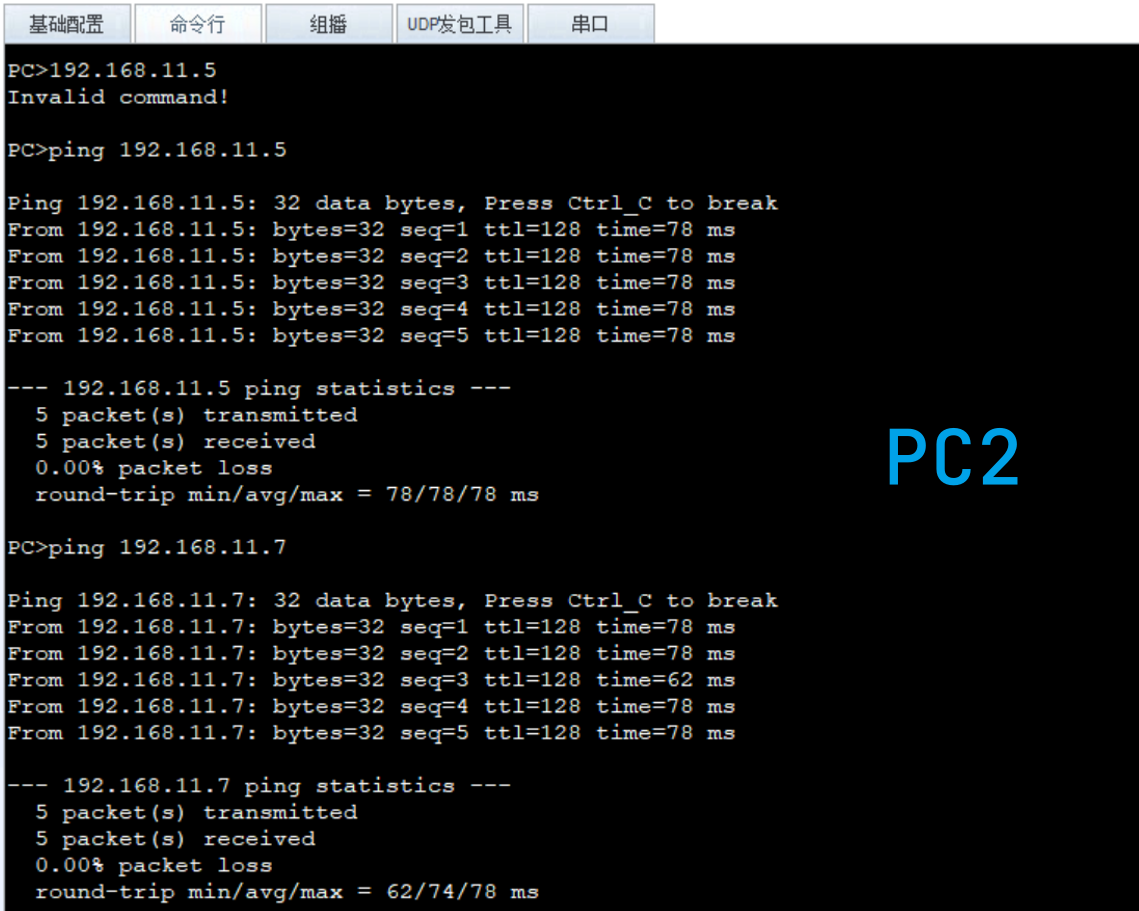 基础配置 命令行 组播 UDP发包工具 串口
PC>192.168.11.5
Invalid command!
PC>ping 192.168.11.5
Ping 192.168.11.5: 32 data bytes, Press Ctrl_C to break
From 192.168.11.5: bytes=32 seq=1 ttl=128 time=78 ms
From 192.168.11.5: bytes=32 seq=2 ttl=128 time=78 ms
From 192.168.11.5: bytes=32 seq=3 ttl=128 time=78 ms
From 192.168.11.5: bytes=32 seq=4 ttl=128 time=78 ms
From 192.168.11.5: bytes=32 seq=5 ttl=128 time=78 ms
--- 192.168.11.5 ping statistics ---
5 packet(s) transmitted
5 packet(s) received
0.00% packet loss
round-trip min/avg/max = 78/78/78 ms
PC2
PC>ping 192.168.11.7
Ping 192.168.11.7: 32 data bytes, Press Ctrl_C to break
From 192.168.11.7: bytes=32 seq=1 ttl=128 time=78 ms
From 192.168.11.7: bytes=32 seq=2 ttl=128 time=78 ms
From 192.168.11.7: bytes=32 seq=3 ttl=128 time=62 ms
From 192.168.11.7: bytes=32 seq=4 ttl=128 time=78 ms
From 192.168.11.7: bytes=32 seq=5 ttl=128 time=78 ms
--- 192.168.11.7 ping statistics ---
5 packet(s) transmitted
5 packet(s) received
0.00% packet loss
round-trip min/avg/max = 62/74/78 ms